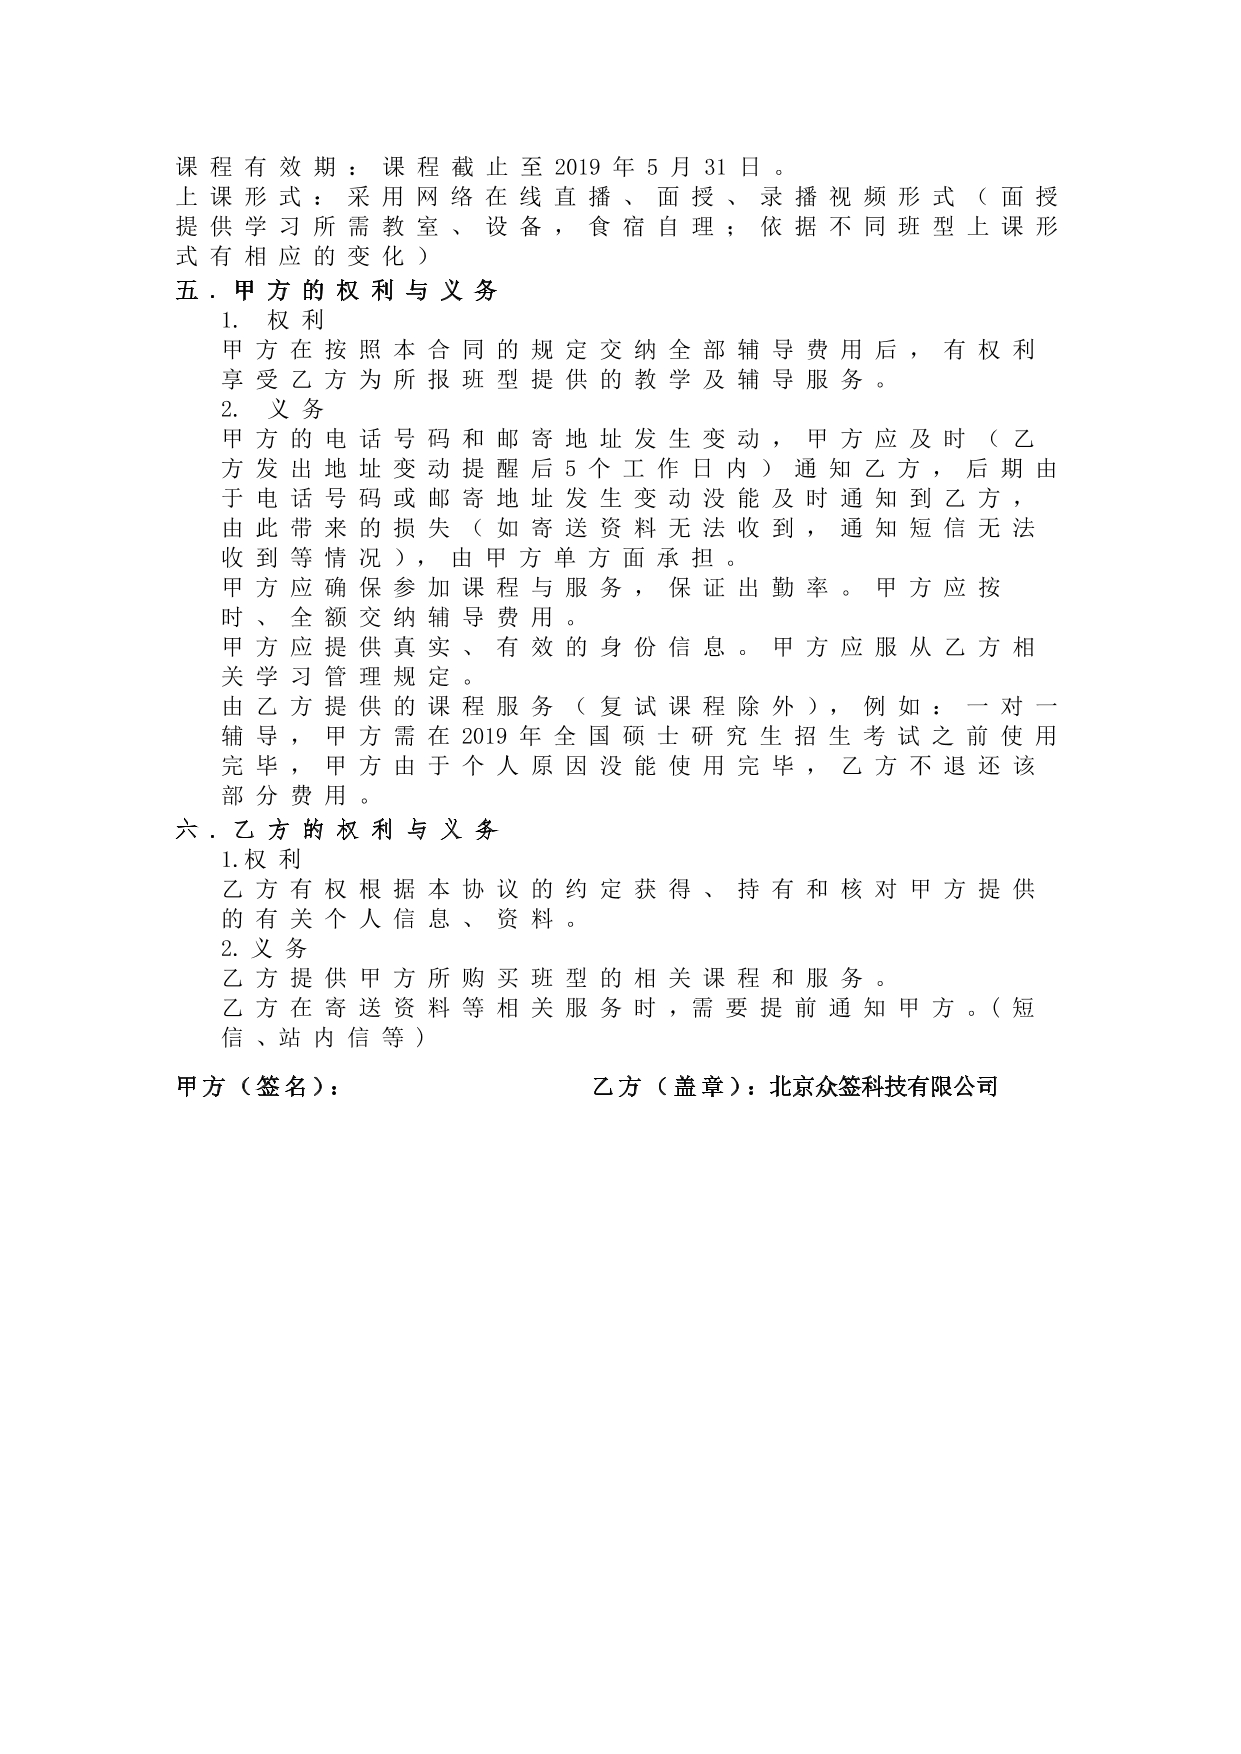 课程有效期：课程截止至2019年5月31日。
上课形式：采用网络在线直播、面授、录播视频形式（面授
提供学习所需教室、设备，食宿自理；依据不同班型上课形
式有相应的变化）
五．甲方的权利与义务
1. 权利
甲方在按照本合同的规定交纳全部辅导费用后，有权利
享受乙方为所报班型提供的教学及辅导服务。
2. 义务
甲方的电话号码和邮寄地址发生变动，甲方应及时（乙
方发出地址变动提醒后5个工作日内）通知乙方，后期由
于电话号码或邮寄地址发生变动没能及时通知到乙方，
由此带来的损失（如寄送资料无法收到，通知短信无法
收到等情况），由甲方单方面承担。
甲方应确保参加课程与服务，保证出勤率。甲方应按
时、全额交纳辅导费用。
甲方应提供真实、有效的身份信息。甲方应服从乙方相
关学习管理规定。
由乙方提供的课程服务（复试课程除外），例如：一对一
辅导，甲方需在2019年全国硕士研究生招生考试之前使用
完毕，甲方由于个人原因没能使用完毕，乙方不退还该
部分费用。
六．乙方的权利与义务
1.权利
乙方有权根据本协议的约定获得、持有和核对甲方提供
的有关个人信息、资料。
2.义务
乙方提供甲方所购买班型的相关课程和服务。
乙方在寄送资料等相关服务时，需要提前通知甲方。（短
信、站内信等）
甲方（签名）： 乙方（盖章）：北京众签科技有限公司